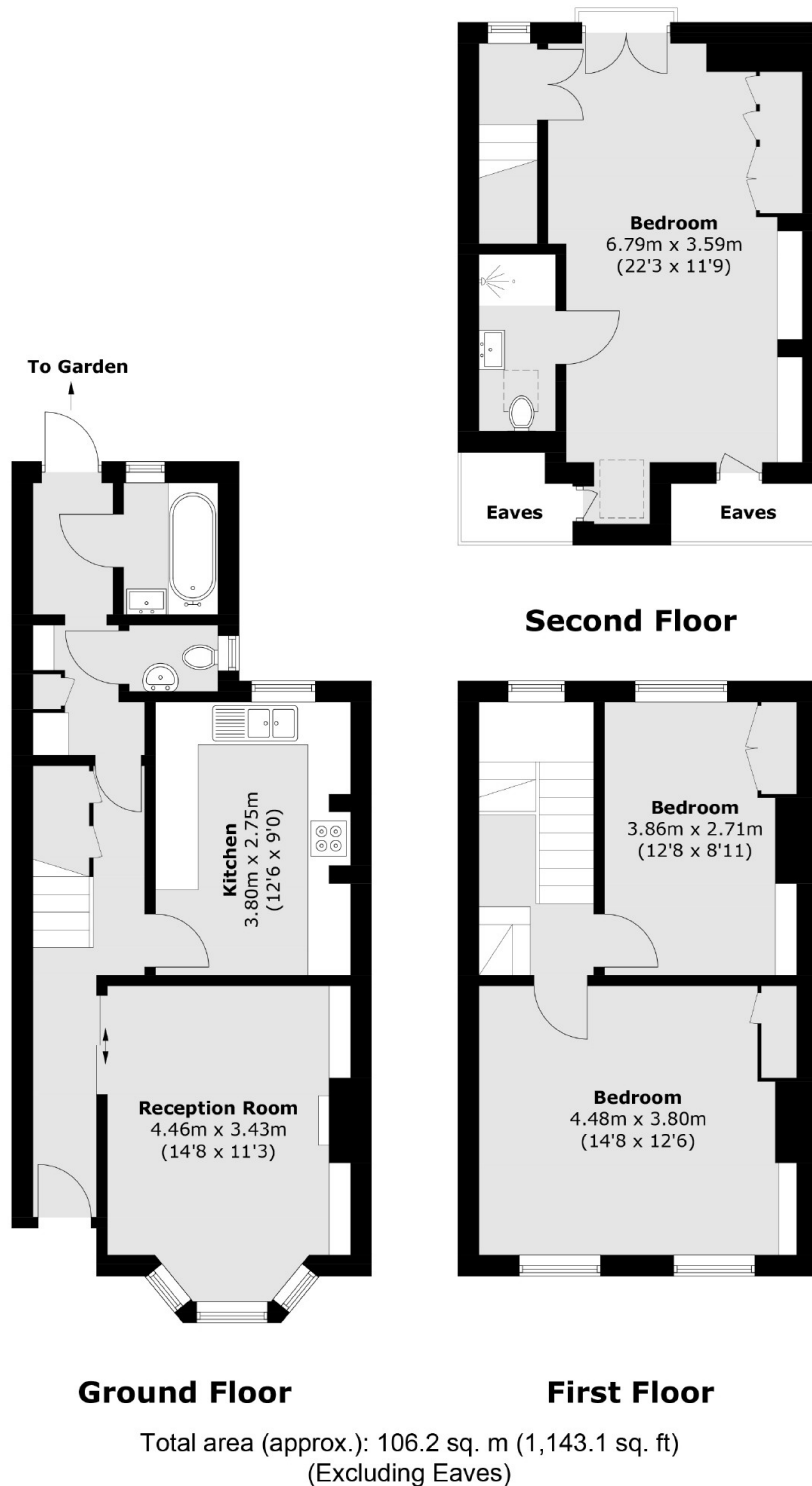 Bedroom
6.79m x 3.59m
(22'3 x 11'9)
To Garden
Eaves
Eaves
Second Floor
Kitchen
3.80m x 2.75m
(12'6 x 9'0)
Bedroom
3.86m x 2.71m
(12'8 x 8'11)
Reception Room
4.46m x 3.43m
(14'8 x 11'3)
Bedroom
4.48m x 3.80m
(14'8 x 12'6)
Ground Floor
First Floor
Total area (approx.): 106.2 sq. m (1,143.1 sq. ft)
(Excluding Eaves)